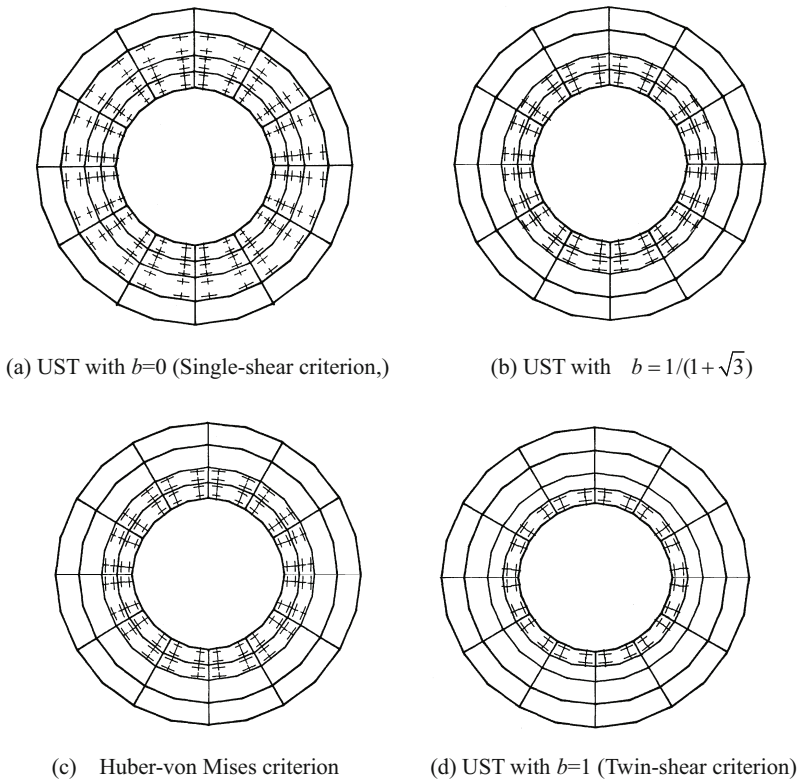 (a) UST with b=0 (Single-shear criterion,)
(b) UST with b = 1/(1+√3)
(c) Huber-von Mises criterion
(d) UST with b=1 (Twin-shear criterion)